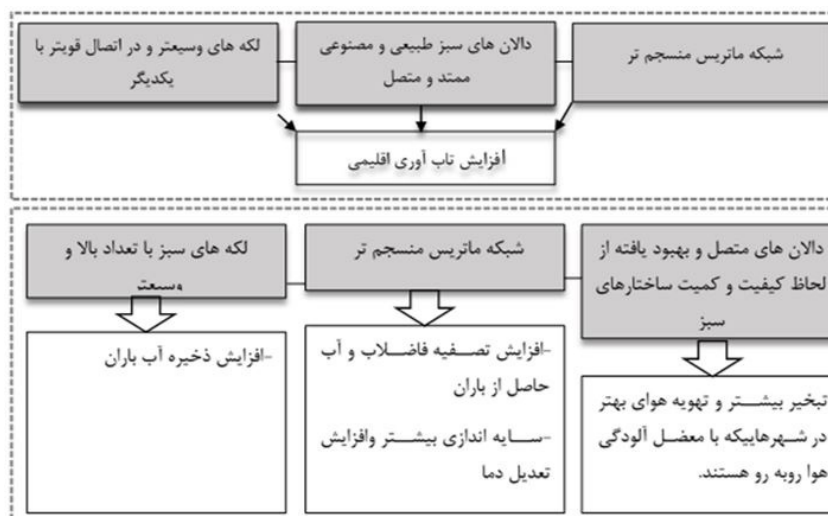 شبکه ماتریس منسجم تر
دالان های سبز طبیعی و مصنوعی
ممتد و متصل
لکه های وسیعتر و در اتصال قویتر با
یکدیگر
افزایش تاب آوری اقلیمی
دالان های متصل و بهبود یافته از
لحاظ کیفیت و کمیت ساختارهای
سبز
شبکه ماتریس منسجم تر
لکه های سبز با تعداد بالا و
وسیعتر
تبخیر بیشتر و تهویه هوای بهتر
در شهرهاییکه با معضل آلودگی
هوا روبه رو هستند.
-افزایش تصفیه فاضلاب و آب
حاصل از باران
-سایه اندازی بیشتر وافزایش
تعدیل دما
-افزایش ذخیره آب باران